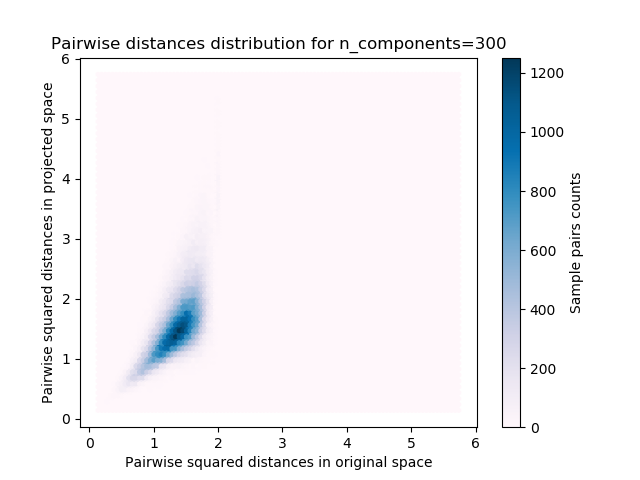 Pairwise distances distribution for n_components=300
Pairwise squared distances in projected space
6
5
4
3
2
1
0
0 1 2 3 4 5 6
Pairwise squared distances in original space
1200
1000
800
600
400
200
0
Sample pairs counts